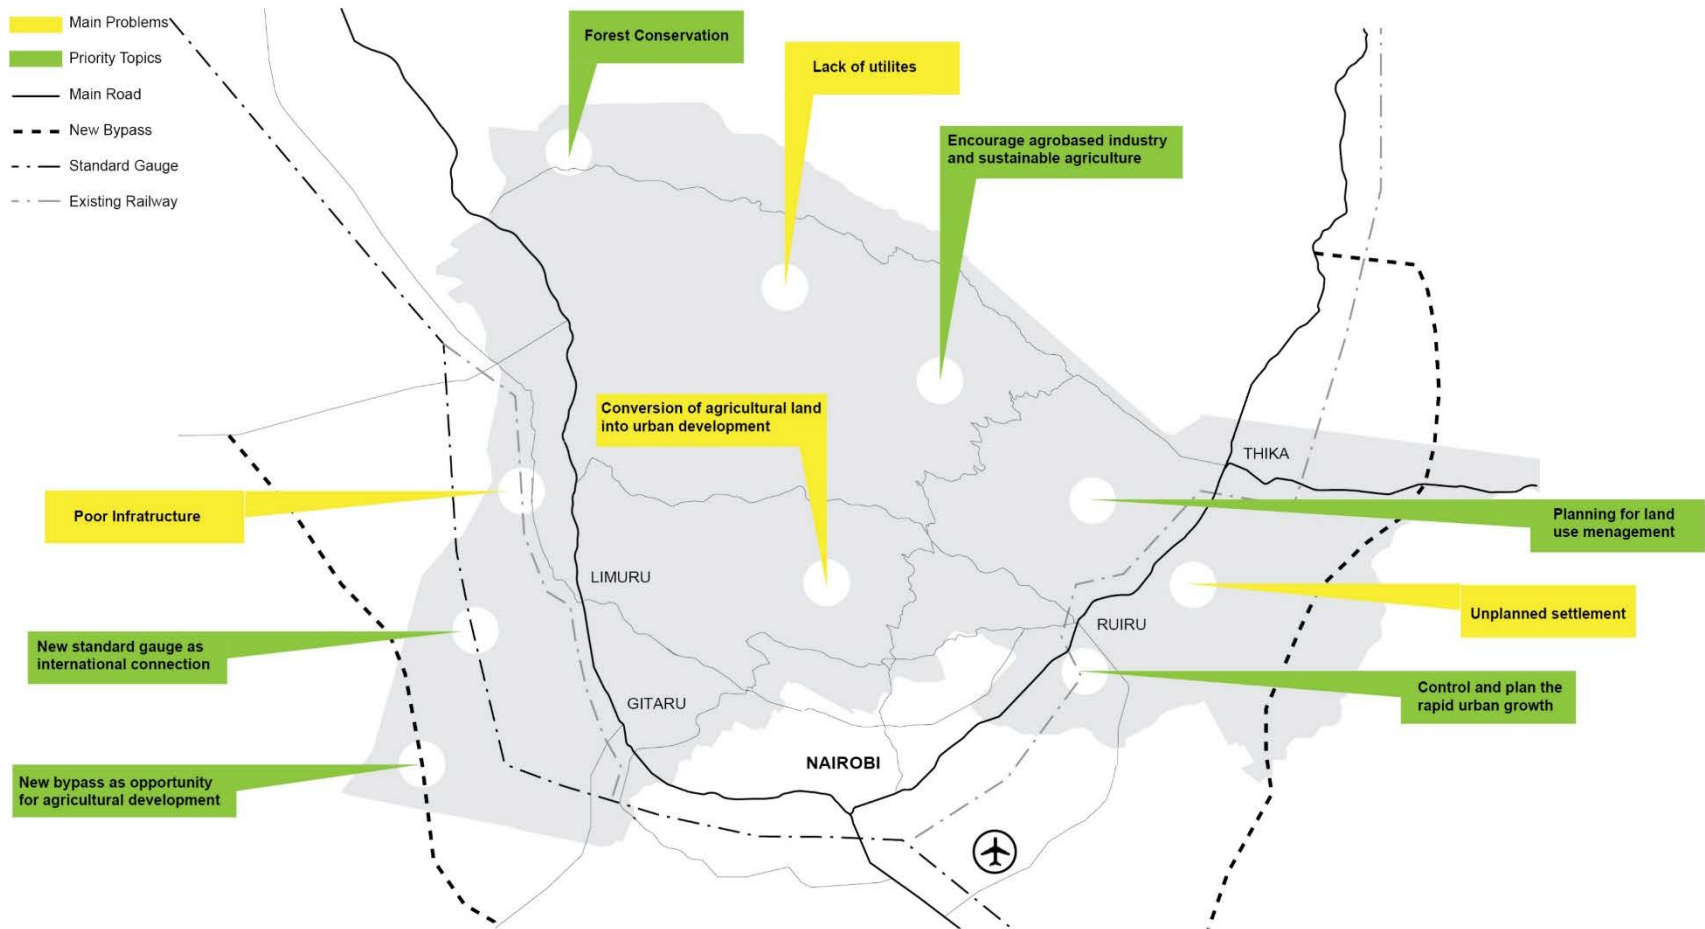 Main Problems
Priority Topics
Main Road
New Bypass
Standard Gauge
Existing Railway
Forest Conservation
Lack of utilites
Encourage agrobased industry
and sustainable agriculture
Conversion of agricultural land
into urban development
THIKA
Poor Infratructure
Planning for land
use menagement
LIMURU
Unplanned settlement
RUIRU
New standard gauge as
international connection
GITARU
Control and plan the
rapid urban growth
NAIROBI
New bypass as opportunity
for agricultural development